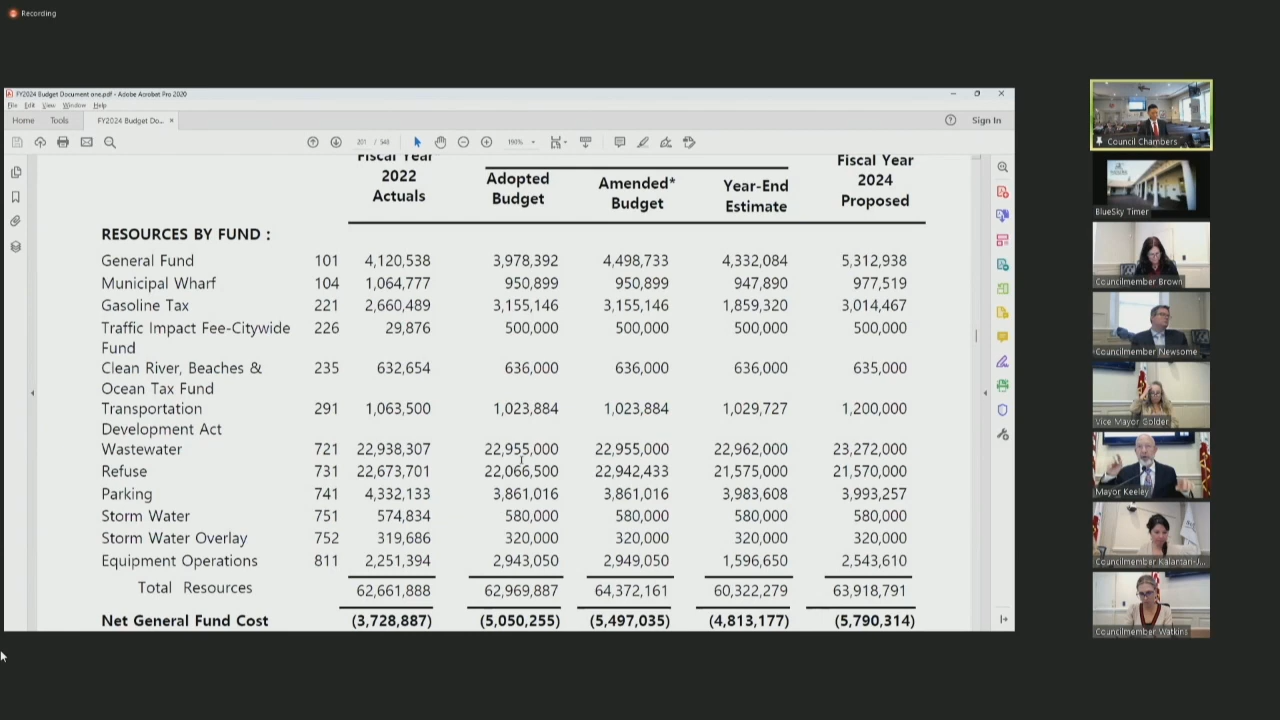 Recording
FY2024 Budget Document one.pdf - Adobe Acrobat Pro 2020
File Edit View Window Help
Home Tools FY2024 Budget Do... × Sign In
201 / 548 190%
Fiscal Year
2022
Actuals
Adopted
Budget
Amended*
Budget
Year-End
Estimate
Fiscal Year
2024
Proposed
RESOURCES BY FUND :
General Fund 101 4,120,538 3,978,392 4,498,733 4,332,084 5,312,938
Municipal Wharf 104 1,064,777 950,899 950,899 947,890 977,519
Gasoline Tax 221 2,660,489 3,155,146 3,155,146 1,859,320 3,014,467
Traffic Impact Fee-Citywide 226 29,876 500,000 500,000 500,000 500,000
Fund
Clean River, Beaches & 235 632,654 636,000 636,000 636,000 635,000
Ocean Tax Fund
Transportation 291 1,063,500 1,023,884 1,023,884 1,029,727 1,200,000
Development Act
Wastewater 721 22,938,307 22,955,000 22,955,000 22,962,000 23,272,000
Refuse 731 22,673,701 22,066,500 22,942,433 21,575,000 21,570,000
Parking 741 4,332,133 3,861,016 3,861,016 3,983,608 3,993,257
Storm Water 751 574,834 580,000 580,000 580,000 580,000
Storm Water Overlay 752 319,686 320,000 320,000 320,000 320,000
Equipment Operations 811 2,251,394 2,943,050 2,949,050 1,596,650 2,543,610
Total Resources 62,661,888 62,969,887 64,372,161 60,322,279 63,918,791
Net General Fund Cost (3,728,887) (5,050,255) (5,497,035) (4,813,177) (5,790,314)
Council Chambers
BlueSky Timer
Councilmember Brown
Councilmember Newsome
Vice Mayor Golder
Mayor Keeley
Councilmember Kalantari-J...
Councilmember Watkins